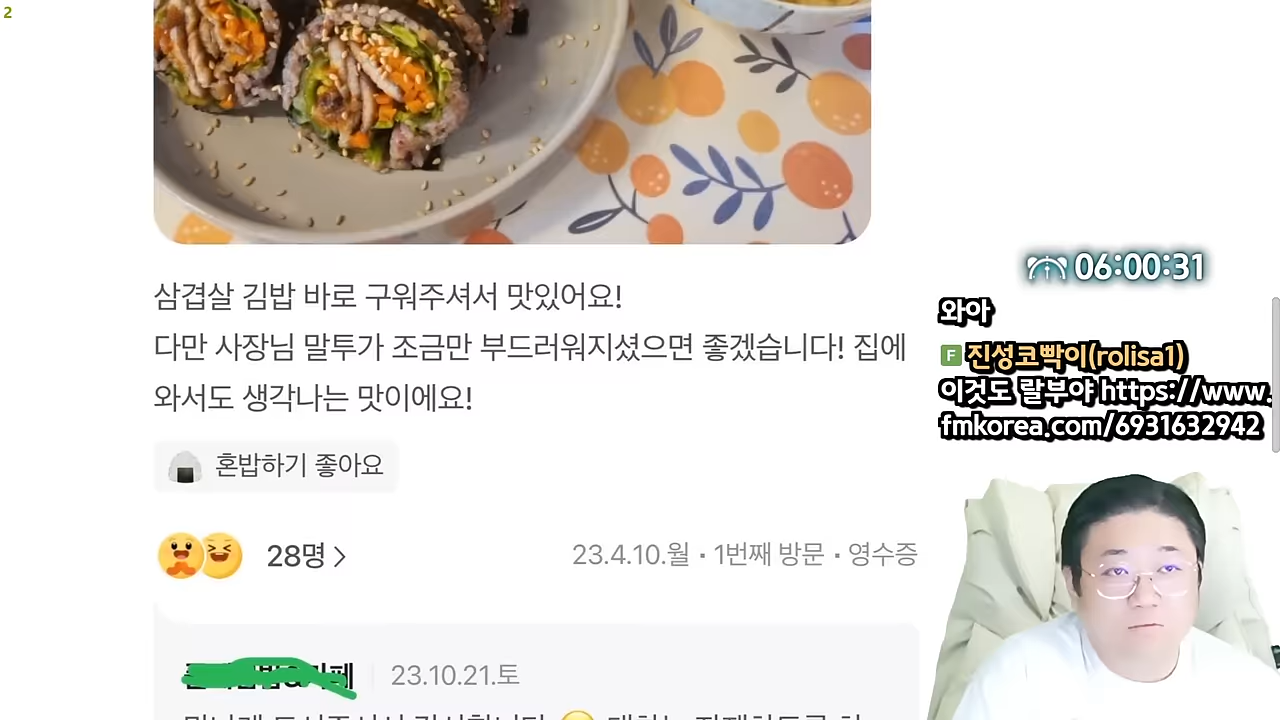 2
삼겹살 김밥 바로 구워주셔서 맛있어요!
다만 사장님 말투가 조금만 부드러워지셨으면 좋겠습니다! 집에
와서도 생각나는 맛이에요!
혼밥하기 좋아요
28명
23.4.10.월 · 1번째 방문 · 영수증
23.10.21.토
06:00:31
와아
F 진성코빡이(rolisa1)
이것도 랄부야 https://www.
fmkorea.com/6931632942